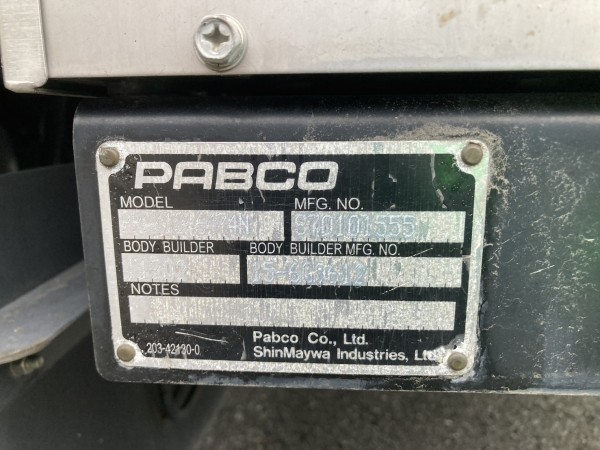 PABCO
MODEL MFG. NO.
BODY BUILDER BODY BUILDER MFG. NO.
NOTES
Pabco Co., Ltd.
203-42130-0 ShinMaywa Industries, Ltd.